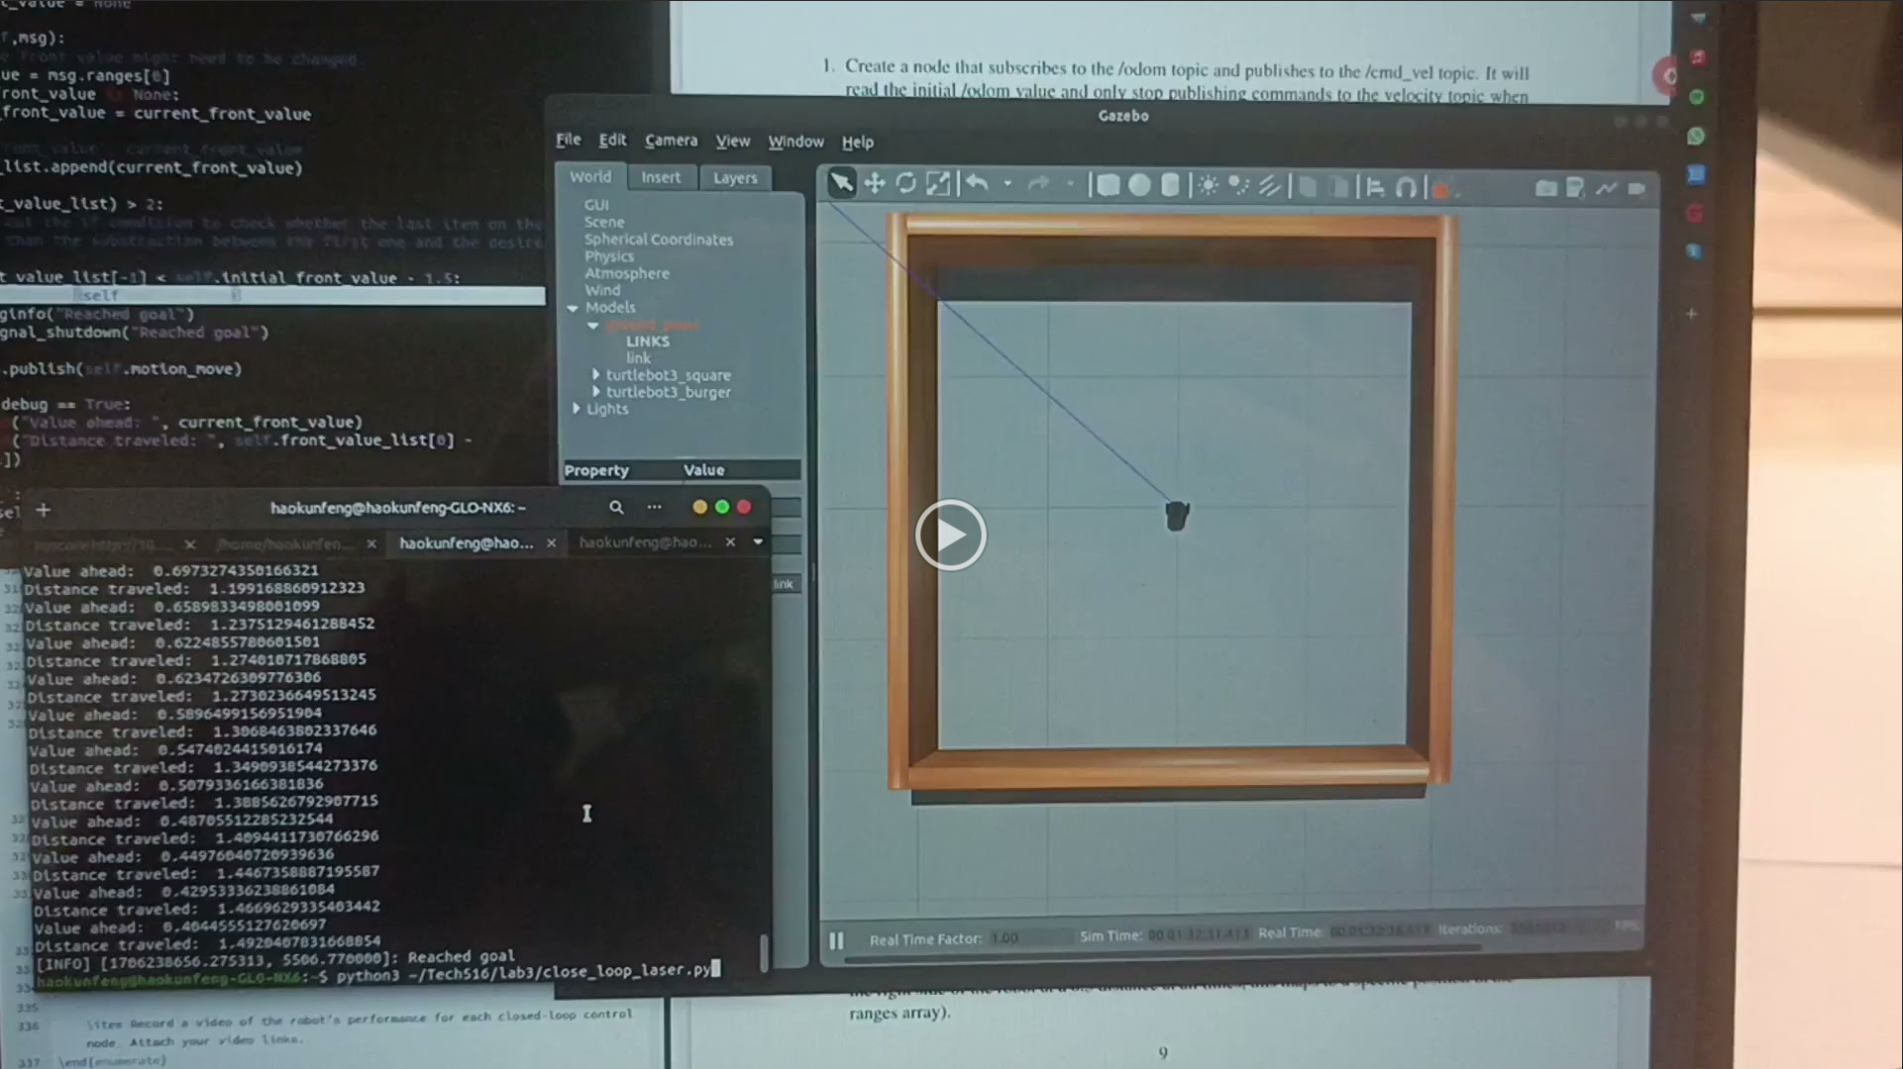 ,msg):
ue = msg.ranges[0]
ront_value is None:
front_value = current_front_value
_list.append(current_front_value)
t_value_list) > 2:
t_value_list[-1] < self.initial_front_value - 1.5:
self
ginfo("Reached goal")
gnal_shutdown("Reached goal")
.publish(self.motion_move)
debug == True:
("Value ahead: ", current_front_value)
("Distance traveled: ", self.front_value_list[0] -
])
1. Create a node that subscribes to the /odom topic and publishes to the /cmd_vel topic. It will
read the initial /odom value and only stop publishing commands to the velocity topic when
Gazebo
File Edit Camera View Window Help
World Insert Layers
GUI
Scene
Spherical Coordinates
Physics
Atmosphere
Wind
Models
ground_plane
LINKS
link
turtlebot3_square
turtlebot3_burger
Lights
Property Value
link
haokunfeng@haokunfeng-GLO-NX6: ~
haokunfeng@hao... haokunfeng@hao...
Value ahead: 0.6973274350166321
Distance traveled: 1.199168860912323
Value ahead: 0.6589833498001099
Distance traveled: 1.2375129461288452
Value ahead: 0.6224855780601501
Distance traveled: 1.274010717868805
Value ahead: 0.6234726309776306
Distance traveled: 1.2730236649513245
Value ahead: 0.5896499156951904
Distance traveled: 1.3068463802337646
Value ahead: 0.5474024415016174
Distance traveled: 1.3490938544273376
Value ahead: 0.5079336166381836
Distance traveled: 1.3885626792907715
Value ahead: 0.48705512285232544
Distance traveled: 1.4094411730766296
Value ahead: 0.44976040720939636
Distance traveled: 1.4467358887195587
Value ahead: 0.42953336238861084
Distance traveled: 1.4669629335403442
Value ahead: 0.4044555127620697
Distance traveled: 1.4920407831668854
[INFO] [1706238656.275313, 5506.770000]: Reached goal
haokunfeng@haokunfeng-GLO-NX6:~$ python3 ~/Tech516/lab3/close_loop_laser.py
Real Time Factor: 1.00 Sim Time: Real Time: Iterations: FPS:
335
336 \item Record a video of the robot's performance for each closed-loop control
node. Attach your video links.
337 \end{enumerate}
ranges array).
9